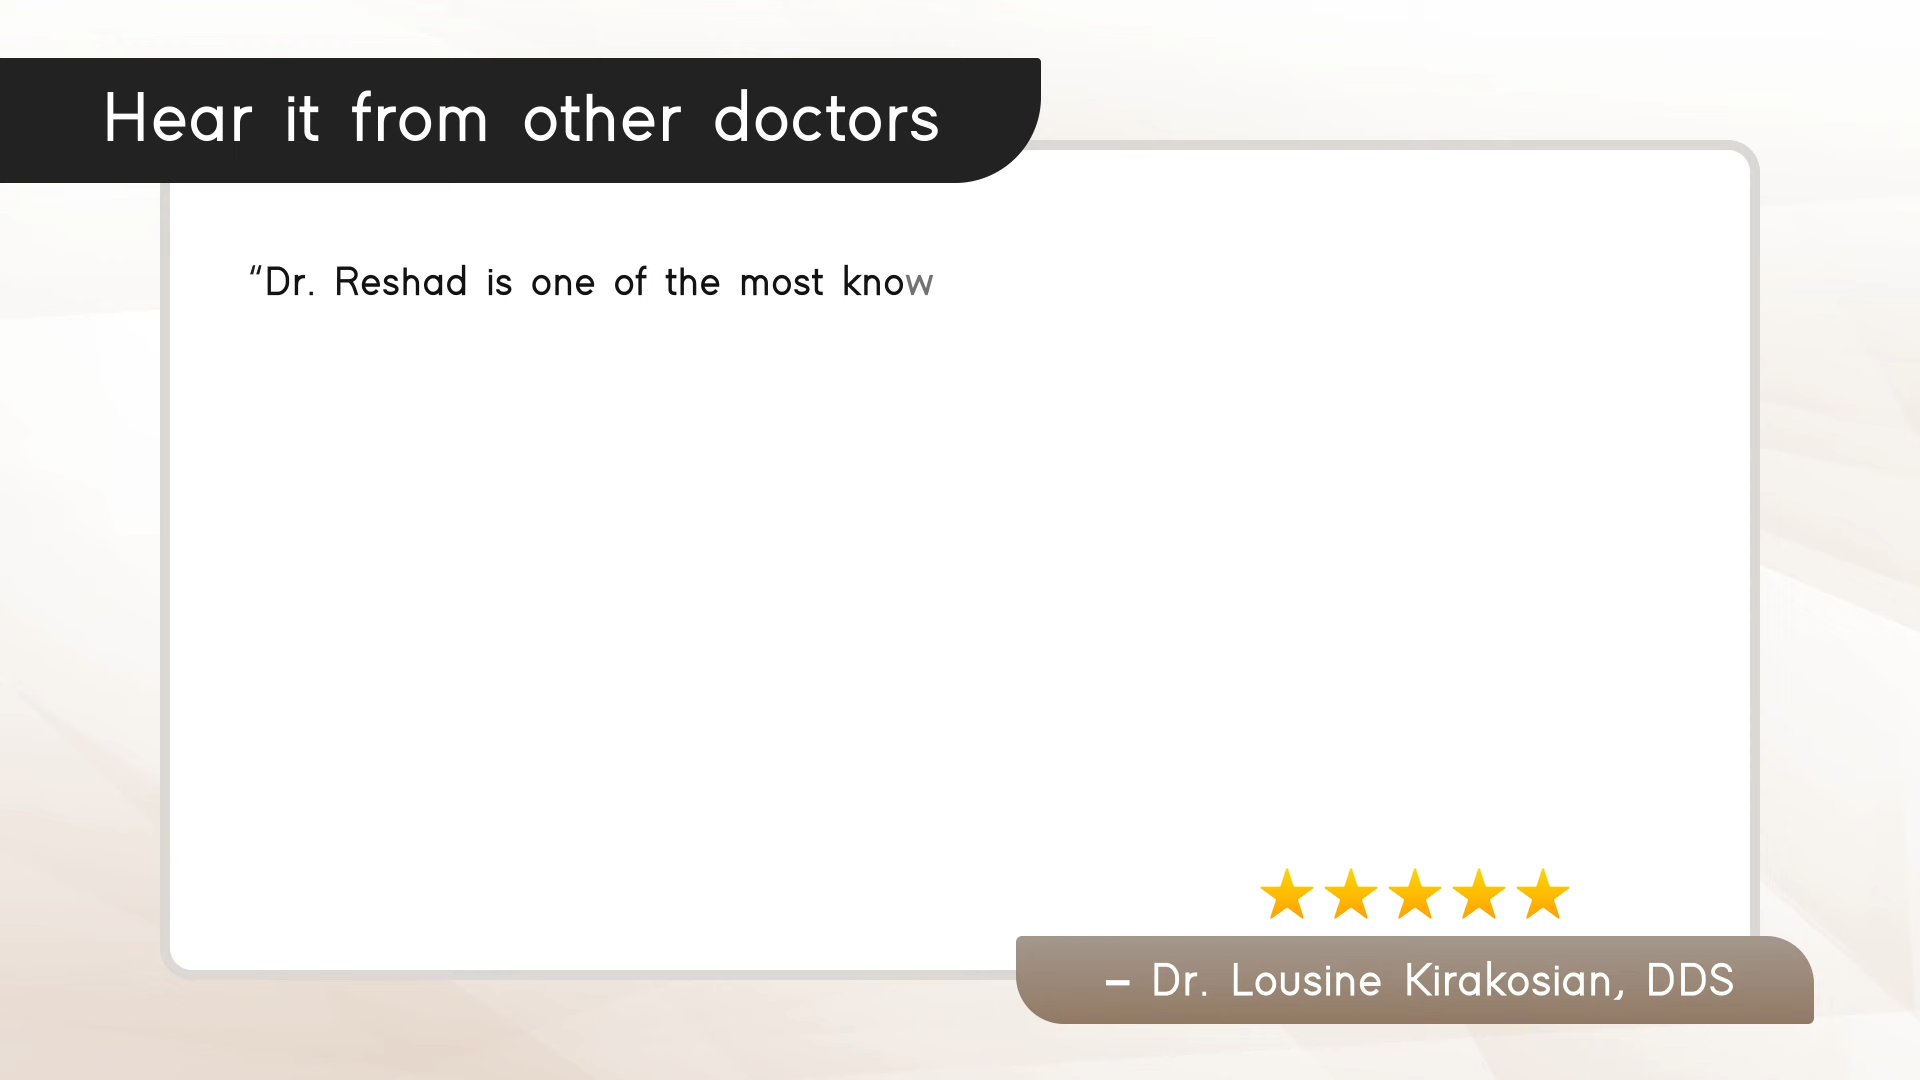 Hear it from other doctors
“Dr. Reshad is one of the most know
– Dr. Lousine Kirakosian, DDS